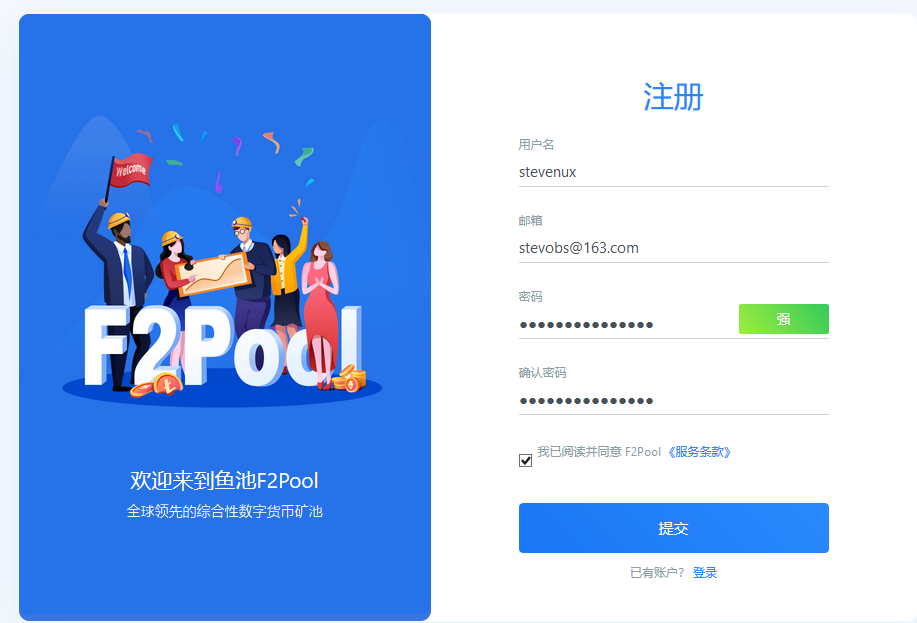 Welcome
F2Pool
欢迎来到鱼池F2Pool
全球领先的综合性数字货币矿池
注册
用户名
stevenux
邮箱
stevobs@163.com
密码
●●●●●●●●●●●●●●● 强
确认密码
●●●●●●●●●●●●●●●
我已阅读并同意 F2Pool 《服务条款》
提交
已有账户? 登录